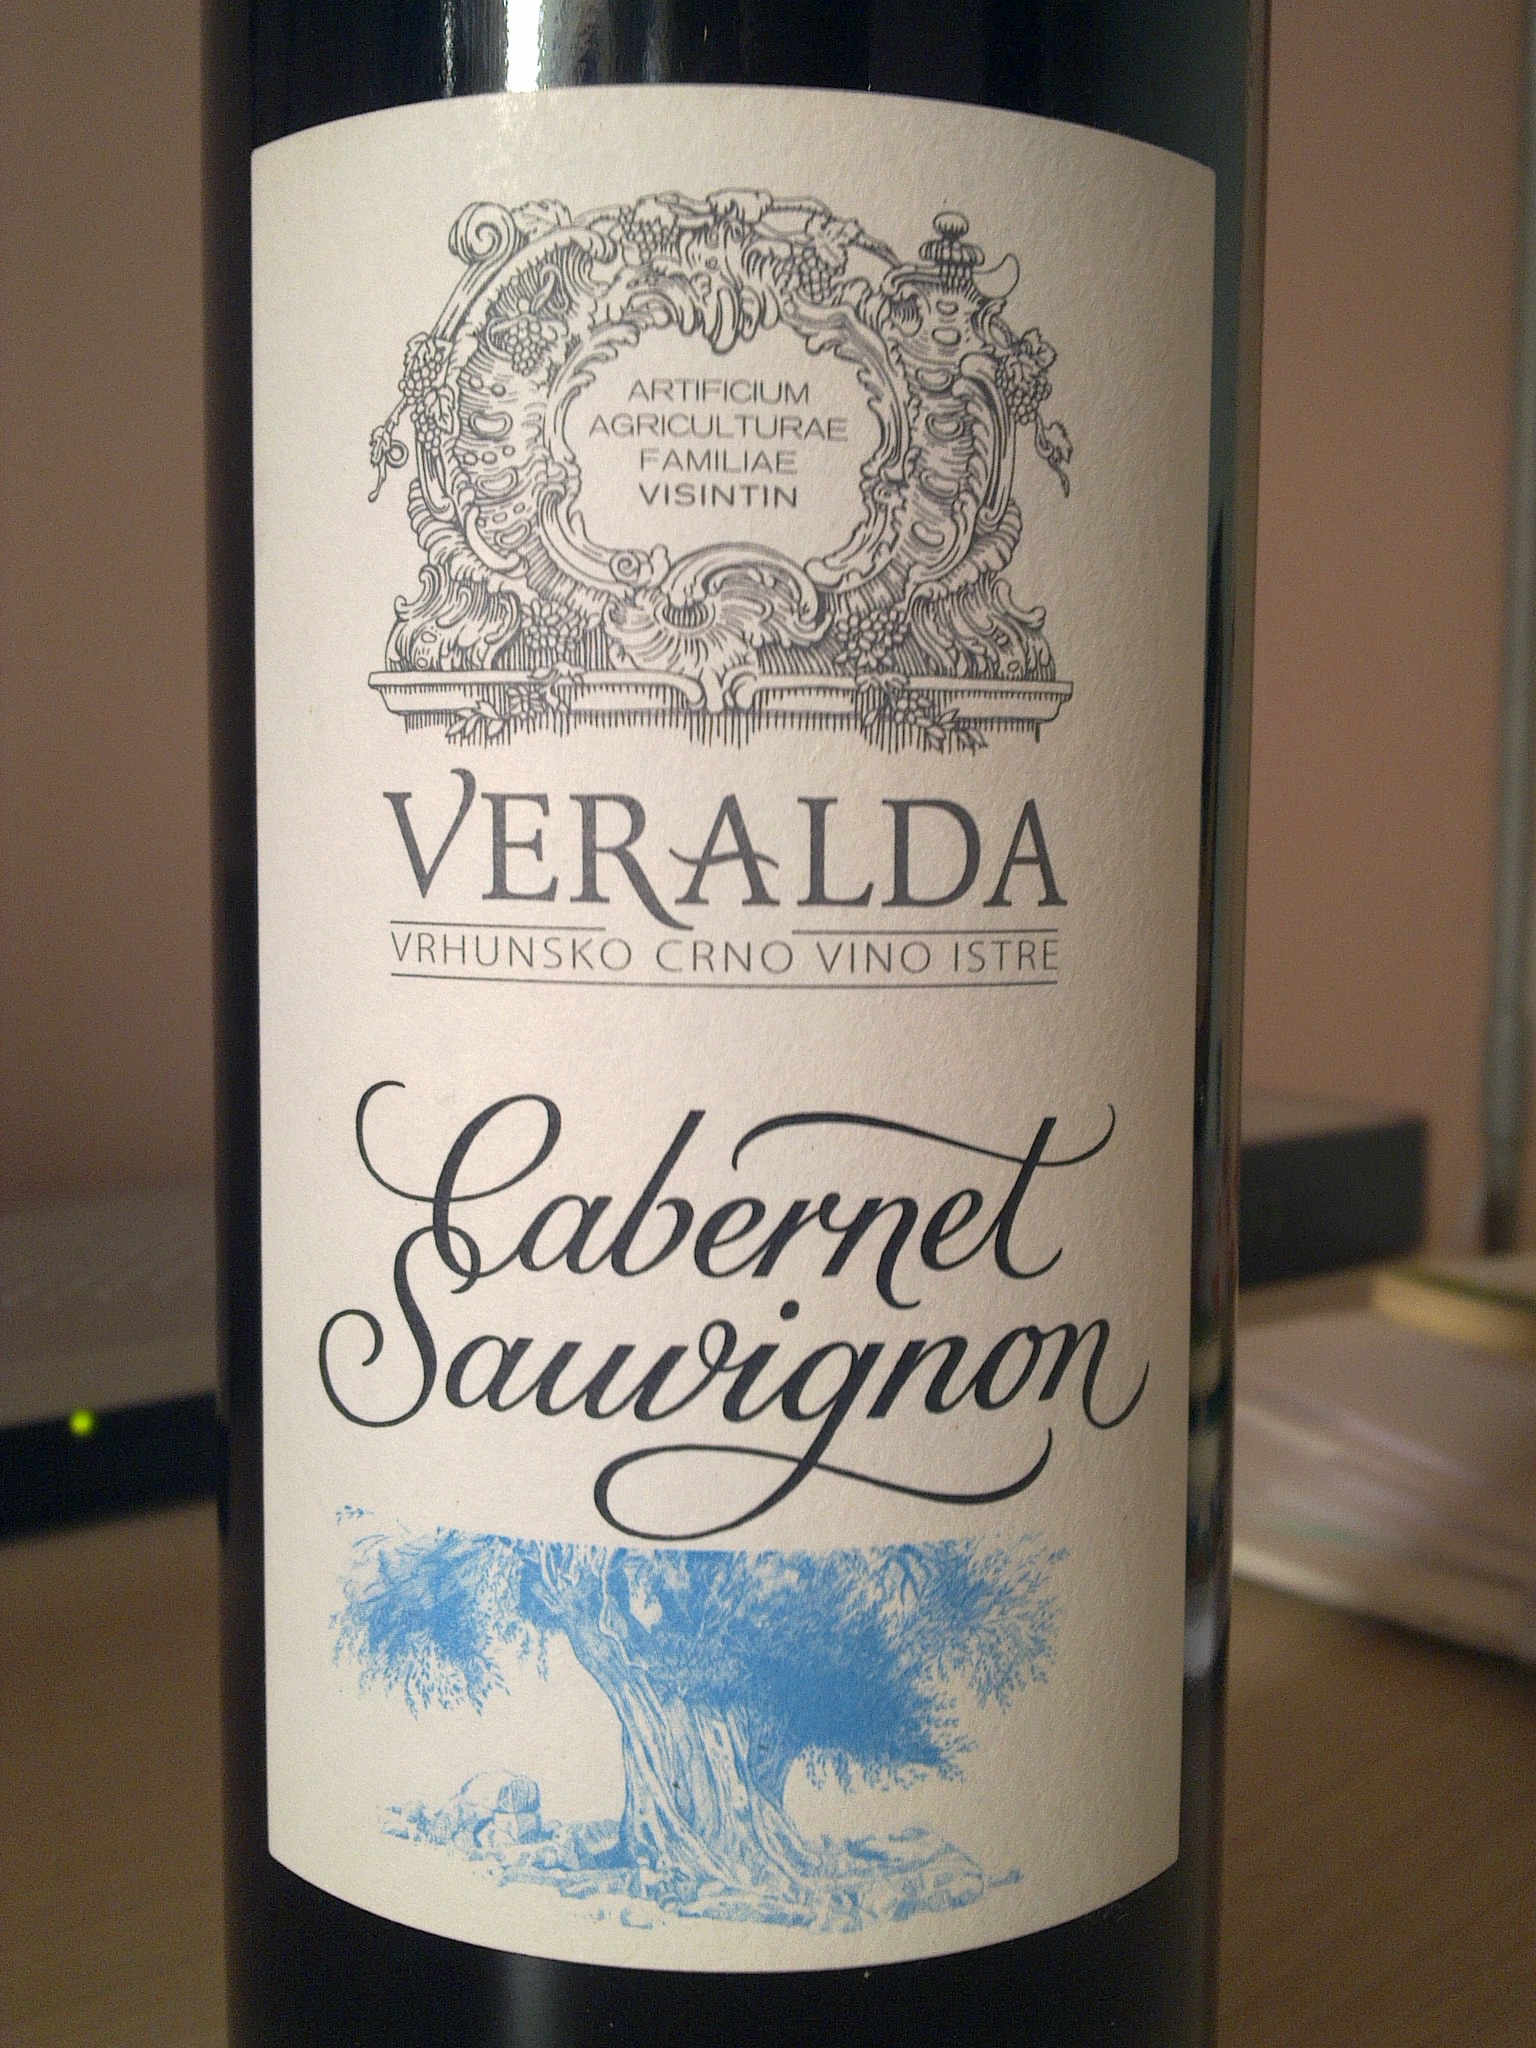 ARTIFICIUM
AGRICULTURAE
FAMILIAE
VISINTIN
VERALDA
VRHUNSKO CRNO VINO ISTRE
Cabernet
Sauvignon